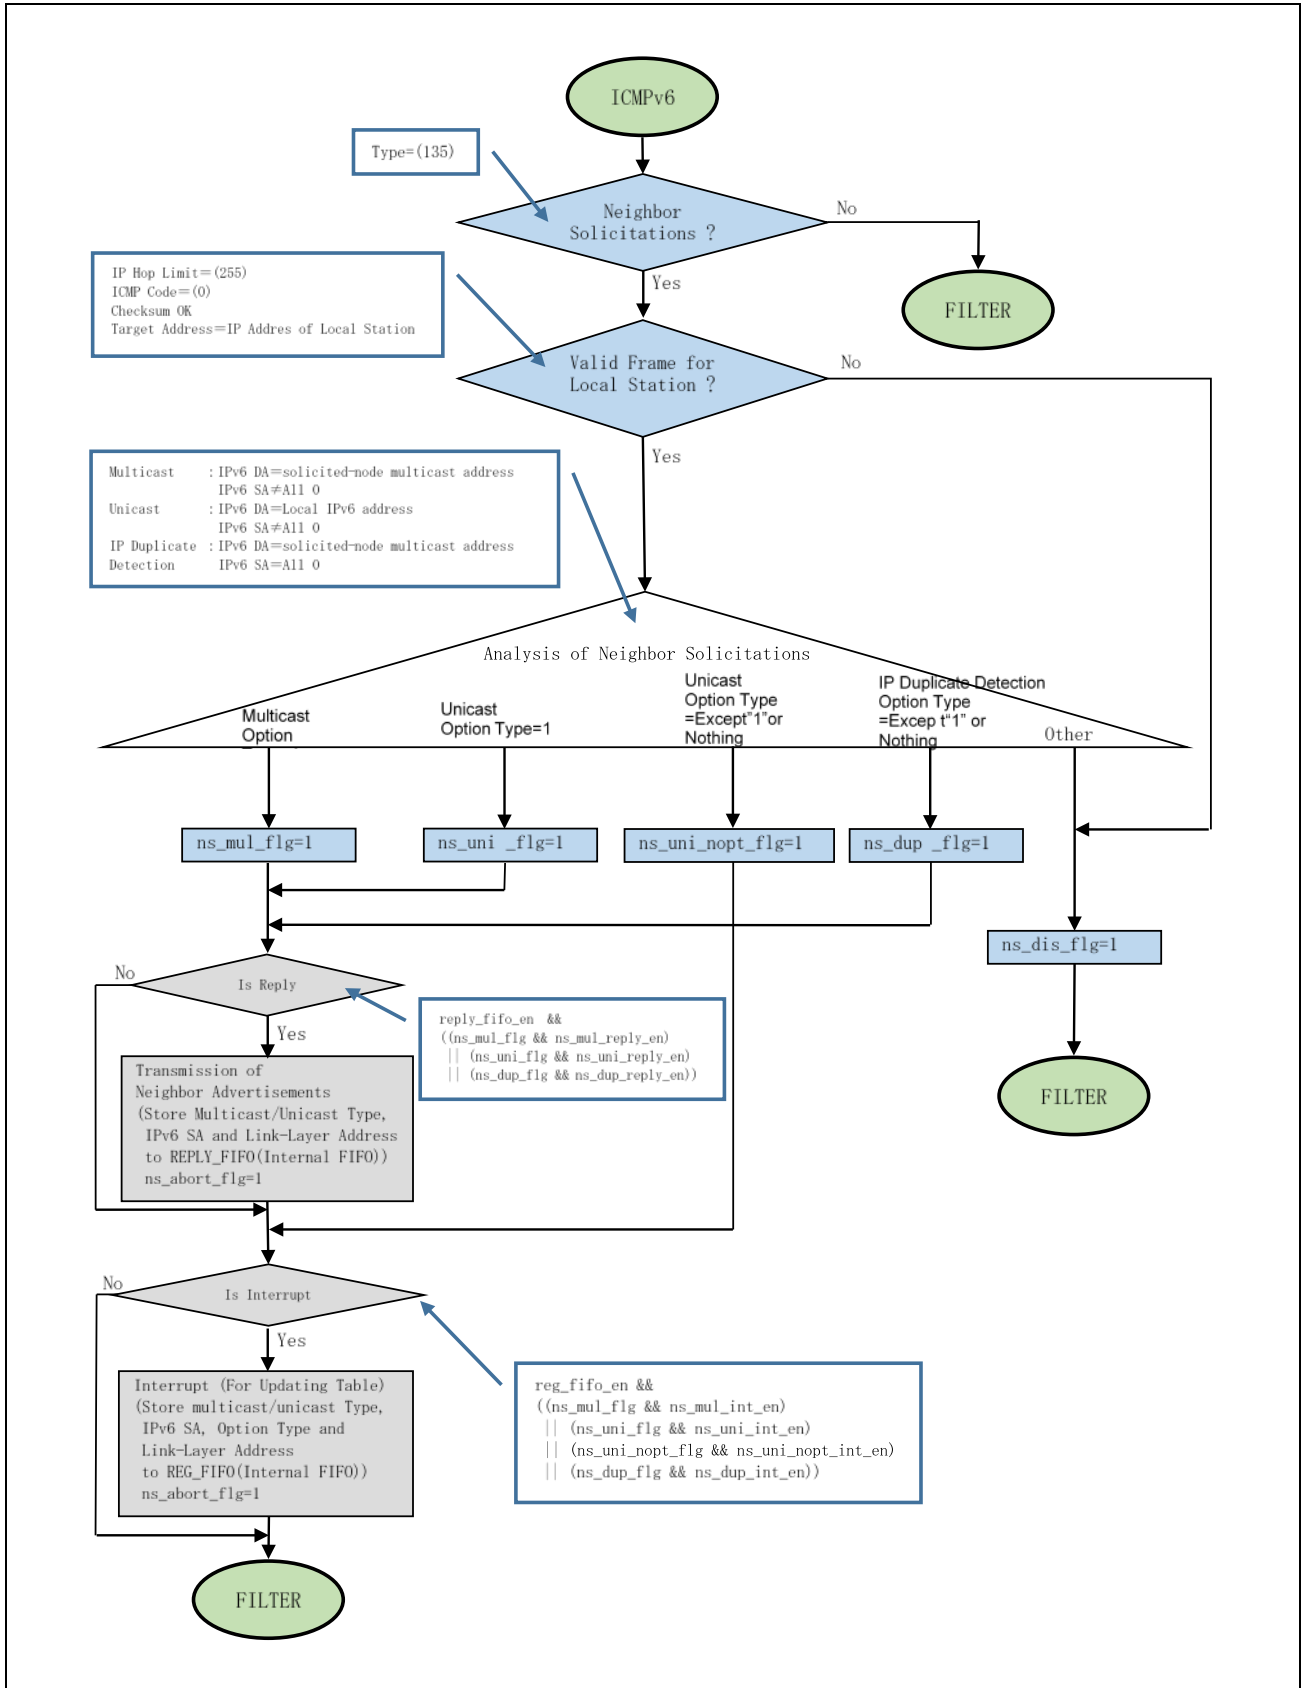 ICMPv6
Type=(135)
Neighbor
Solicitations ?
No
Yes
FILTER
IP Hop Limit=(255)
ICMP Code=(0)
Checksum OK
Target Address=IP Addres of Local Station
Valid Frame for
Local Station ?
No
Yes
Multicast :IPv6 DA=solicited-node multicast address
IPv6 SA≠All 0
Unicast :IPv6 DA=Local IPv6 address
IPv6 SA≠All 0
IP Duplicate :IPv6 DA=solicited-node multicast address
Detection IPv6 SA=All 0
Analysis of Neighbor Solicitations
Multicast
Option
Unicast
Option Type=1
Unicast
Option Type
=Except"1"or
Nothing
IP Duplicate Detection
Option Type
=Excep t"1" or
Nothing
Other
ns_mul_flg=1
ns_uni _flg=1
ns_uni_nopt_flg=1
ns_dup _flg=1
ns_dis_flg=1
FILTER
No
Is Reply
Yes
reply_fifo_en &&
((ns_mul_flg && ns_mul_reply_en)
|| (ns_uni_flg && ns_uni_reply_en)
|| (ns_dup_flg && ns_dup_reply_en))
Transmission of
Neighbor Advertisements
(Store Multicast/Unicast Type,
IPv6 SA and Link-Layer Address
to REPLY_FIFO(Internal FIFO))
ns_abort_flg=1
No
Is Interrupt
Yes
reg_fifo_en &&
((ns_mul_flg && ns_mul_int_en)
|| (ns_uni_flg && ns_uni_int_en)
|| (ns_uni_nopt_flg && ns_uni_nopt_int_en)
|| (ns_dup_flg && ns_dup_int_en))
Interrupt (For Updating Table)
(Store multicast/unicast Type,
IPv6 SA, Option Type and
Link-Layer Address
to REG_FIFO(Internal FIFO))
ns_abort_flg=1
FILTER